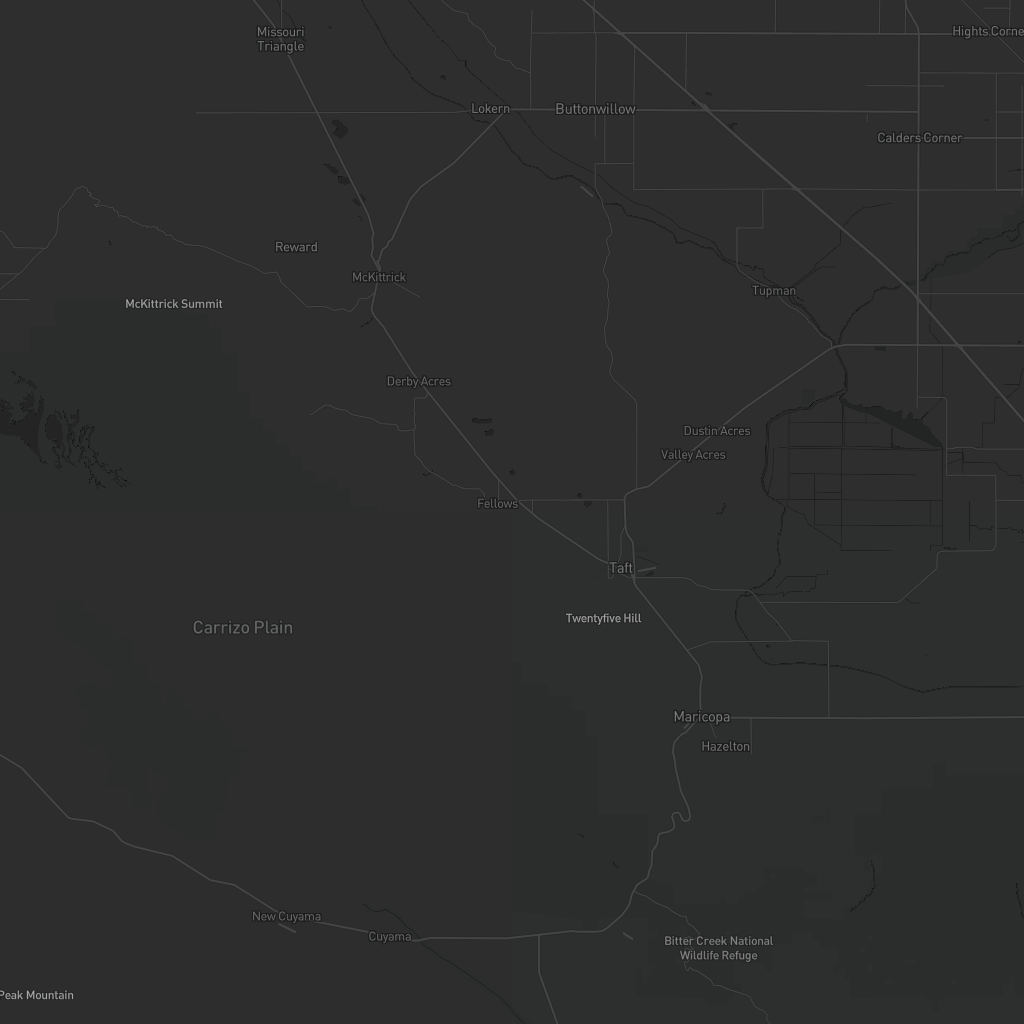 Missouri
Triangle
Hights Corne
Lokern
Buttonwillow
Calders Corner
Reward
McKittrick
Tupman
McKittrick Summit
Derby Acres
Dustin Acres
Valley Acres
Fellows
Taft
Twentyfive Hill
Carrizo Plain
Maricopa
Hazelton
New Cuyama
Cuyama
Bitter Creek National
Wildlife Refuge
Peak Mountain